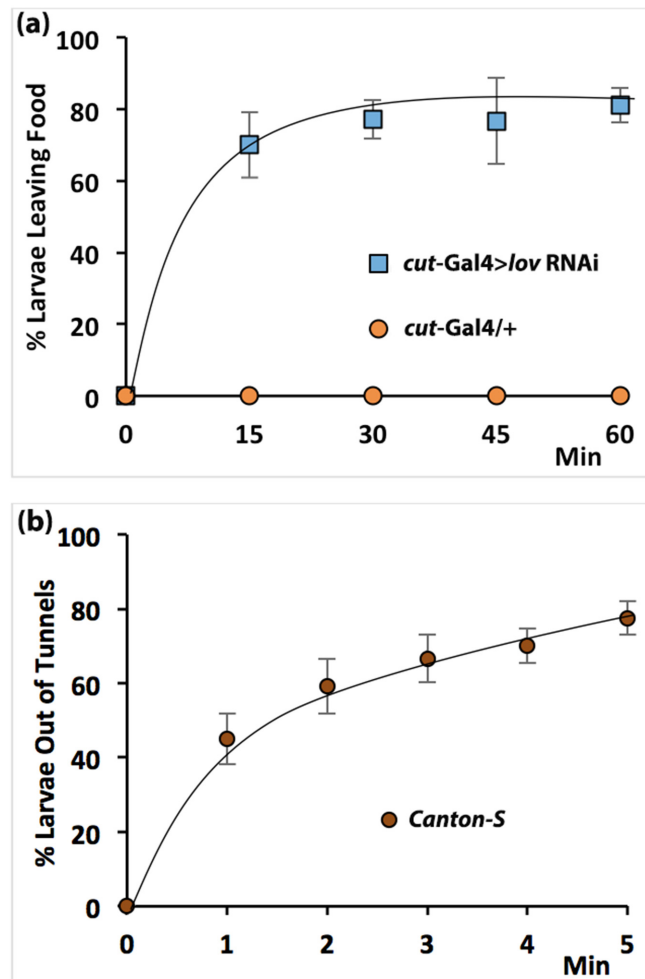 (a)
100
80
60
40
20
0
% Larvae Leaving Food
cut-Gal4>lov RNAi
cut-Gal4/+
0 15 30 45 60
Min
(b)
100
80
60
40
20
0
% Larvae Out of Tunnels
Canton-S
0 1 2 3 4 5
Min